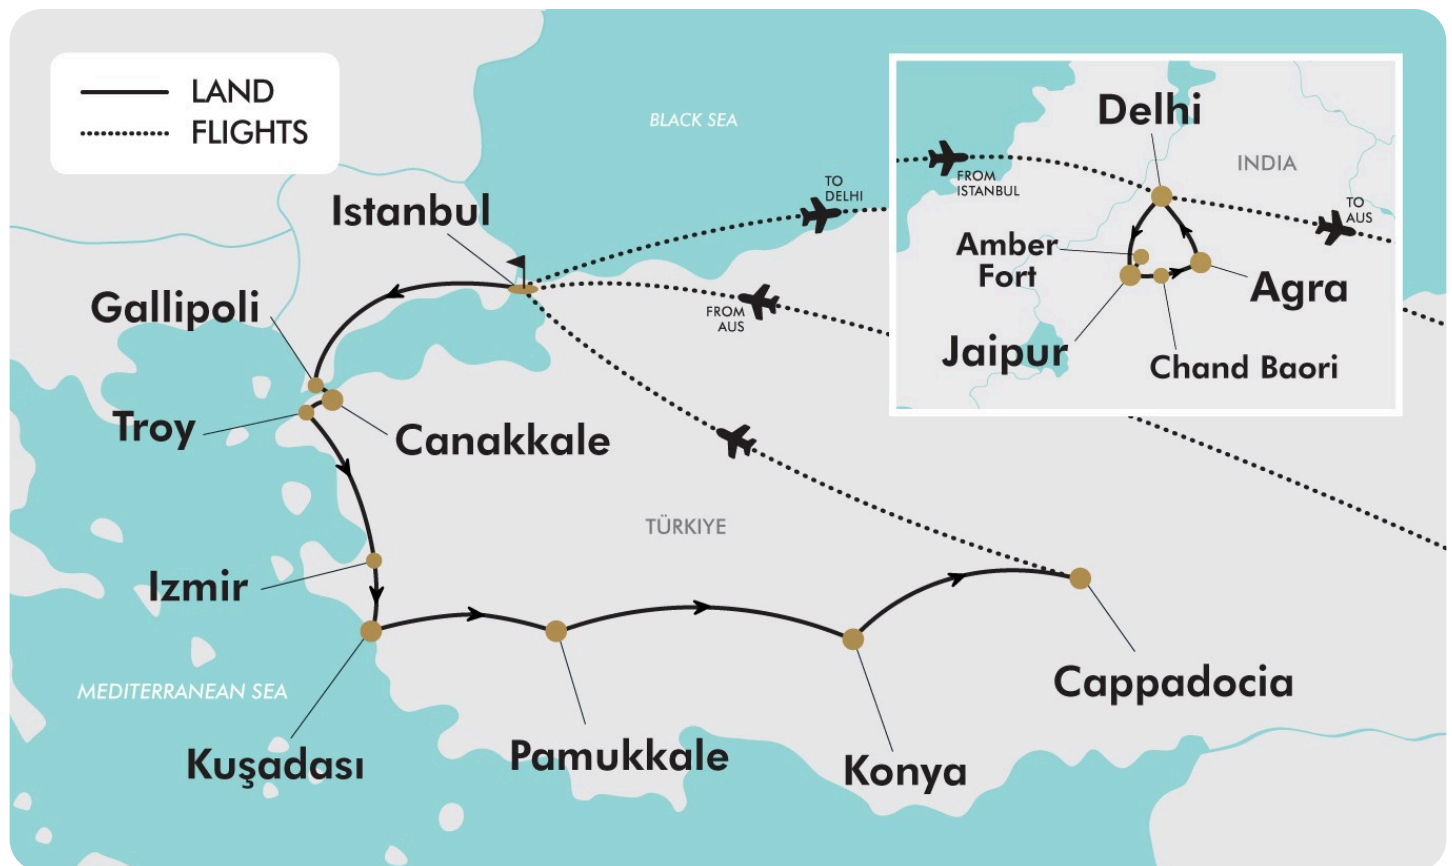 LAND
FLIGHTS
BLACK SEA
TO
DELHI
Istanbul
Gallipoli
FROM
AUS
Troy
Canakkale
TÜRKIYE
Izmir
MEDITERRANEAN SEA
Kuşadası
Pamukkale
Konya
Cappadocia
Delhi
INDIA
FROM
ISTANBUL
TO
AUS
Amber
Fort
Agra
Jaipur
Chand Baori